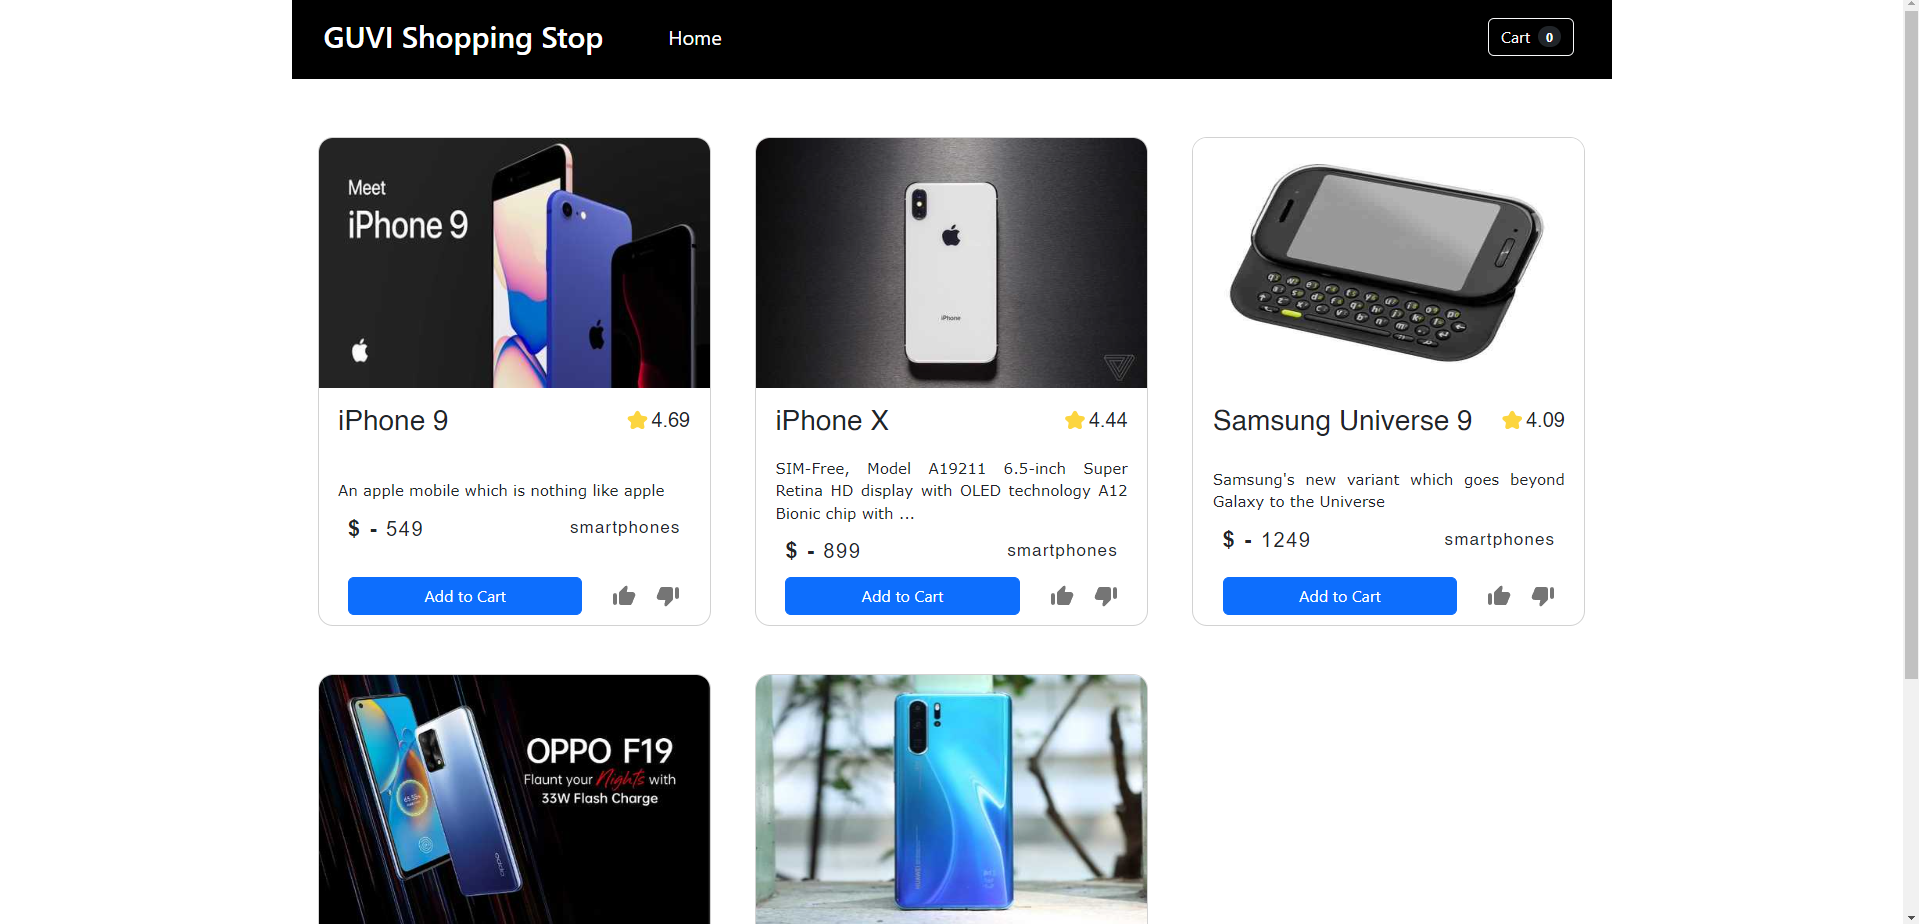 GUVI Shopping Stop
Home
Cart 0
Meet
iPhone 9
iPhone
iPhone 9
4.69
An apple mobile which is nothing like apple
$ - 549
smartphones
Add to Cart
iPhone X
4.44
SIM-Free, Model A19211 6.5-inch Super
Retina HD display with OLED technology A12
Bionic chip with ...
$ - 899
smartphones
Add to Cart
Samsung Universe 9
4.09
Samsung's new variant which goes beyond
Galaxy to the Universe
$ - 1249
smartphones
Add to Cart
OPPO F19
Flaunt your Nights with
33W Flash Charge
oppo
HUAWEI